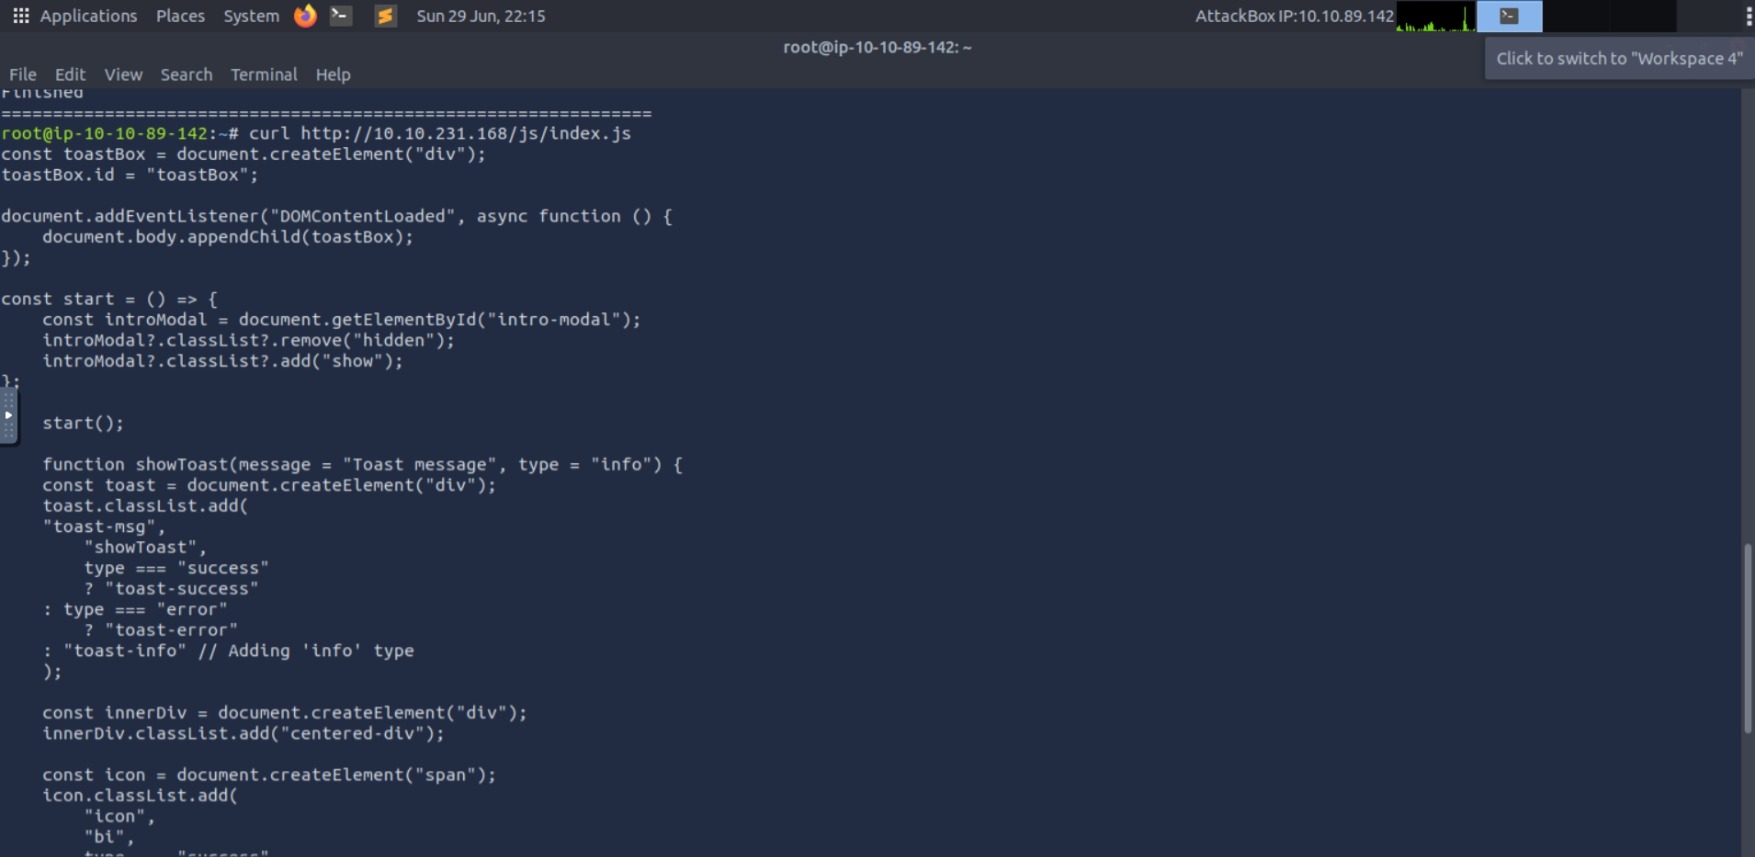 Applications Places System Sun 29 Jun, 22:15 AttackBox IP:10.10.89.142
root@ip-10-10-89-142: ~
Click to switch to "Workspace 4"
File Edit View Search Terminal Help
Finished
===============================================================
root@ip-10-10-89-142:~# curl http://10.10.231.168/js/index.js
const toastBox = document.createElement("div");
toastBox.id = "toastBox";
document.addEventListener("DOMContentLoaded", async function () {
    document.body.appendChild(toastBox);
});
const start = () => {
    const introModal = document.getElementById("intro-modal");
    introModal?.classList?.remove("hidden");
    introModal?.classList?.add("show");
};
    start();
    function showToast(message = "Toast message", type = "info") {
    const toast = document.createElement("div");
    toast.classList.add(
    "toast-msg",
        "showToast",
        type === "success"
        ? "toast-success"
    : type === "error"
        ? "toast-error"
    : "toast-info" // Adding 'info' type
    );
    const innerDiv = document.createElement("div");
    innerDiv.classList.add("centered-div");
    const icon = document.createElement("span");
    icon.classList.add(
        "icon",
        "bi",
        type === "success"